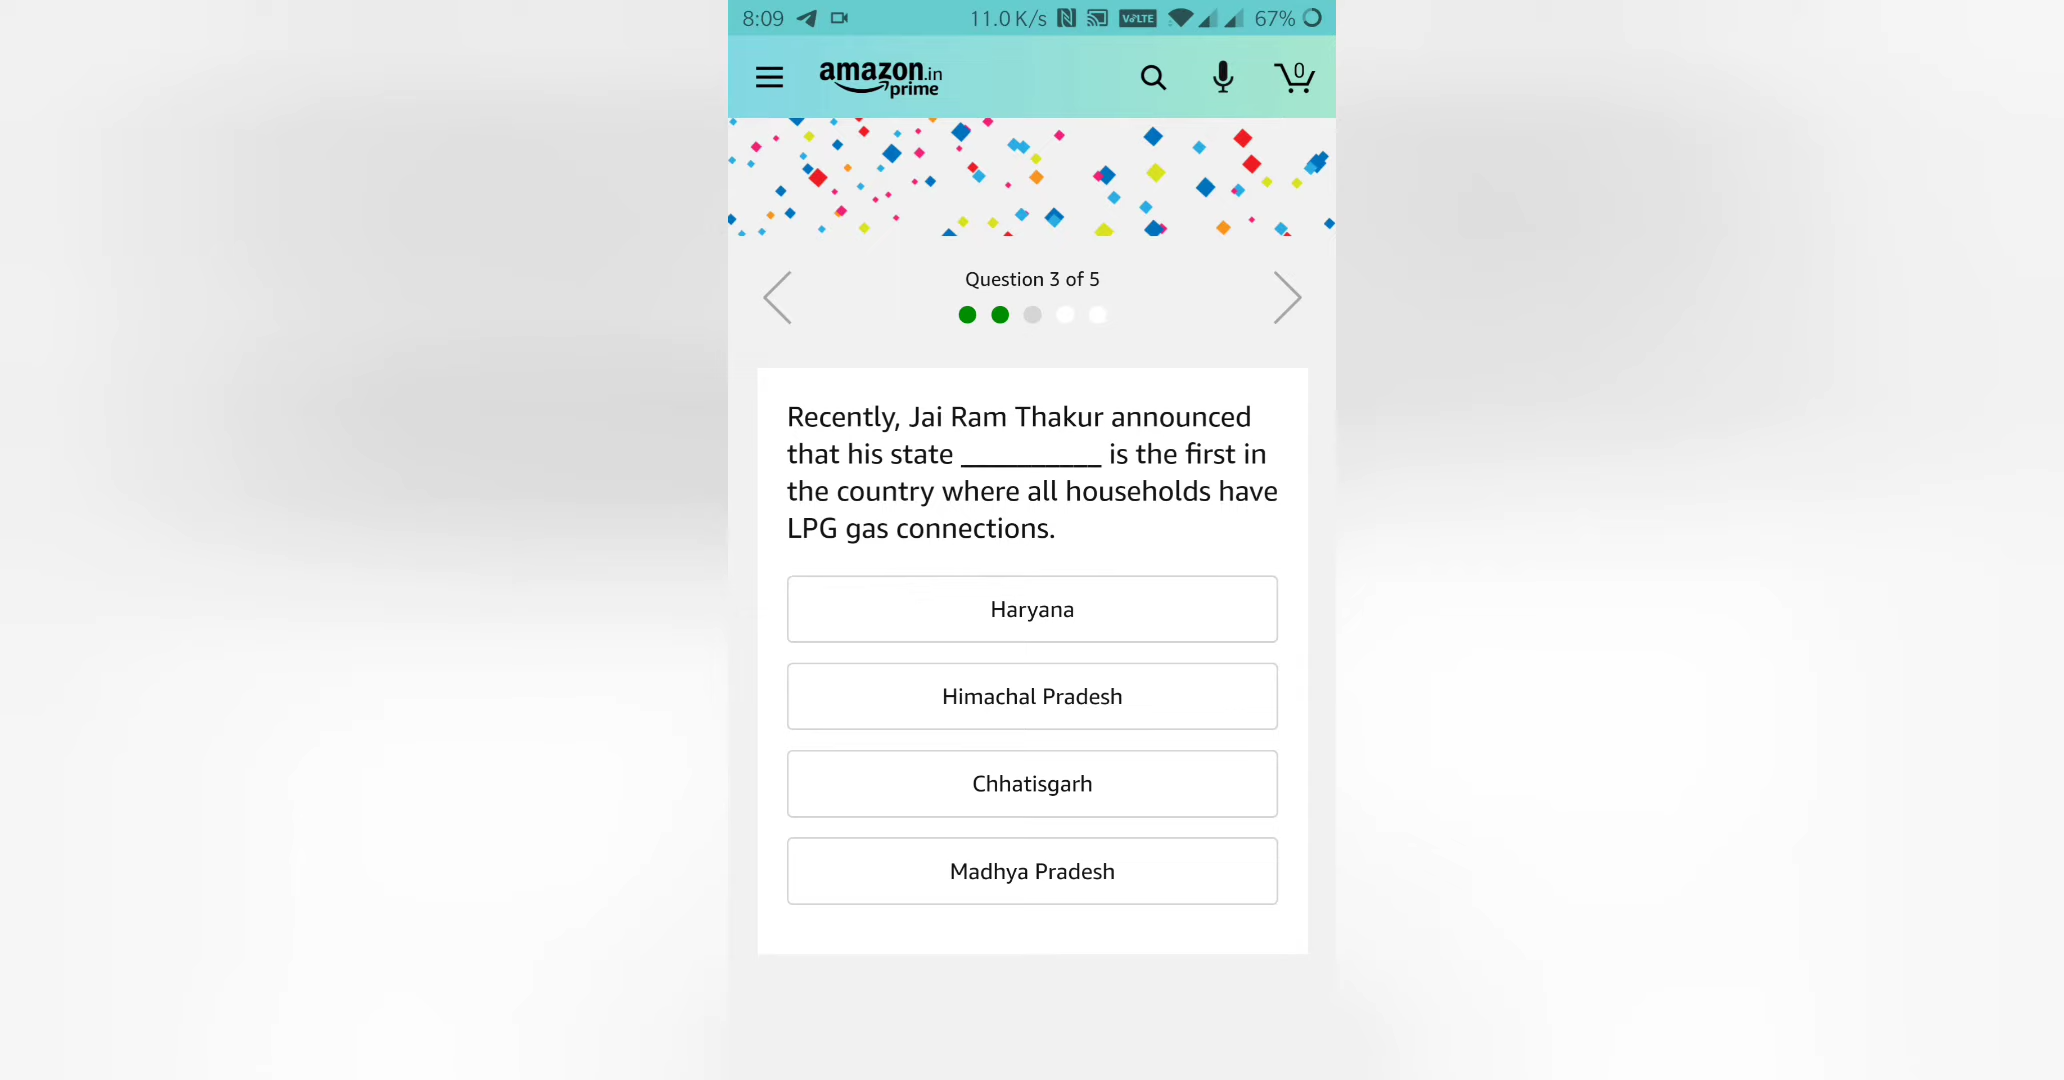 8:09 11.0 K/s VoLTE 67%
amazon.in
prime
0
Question 3 of 5
Recently, Jai Ram Thakur announced
that his state __________ is the first in
the country where all households have
LPG gas connections.
Haryana
Himachal Pradesh
Chhatisgarh
Madhya Pradesh